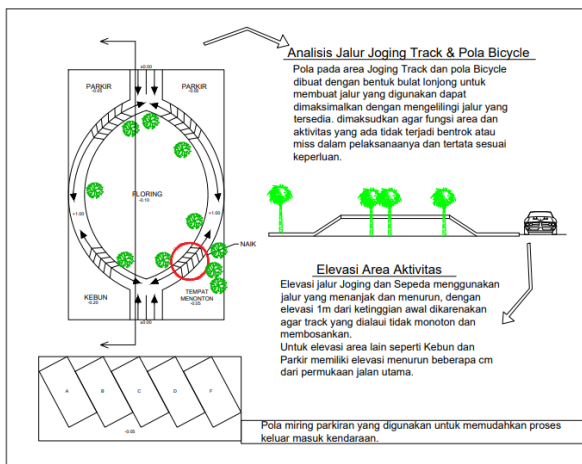 ±0.00
PARKIR
-0.05
PARKIR
-0.05
FLORING
-0.10
+1.00
+1.00
NAIK
KEBUN
-0.20
TEMPAT
MENONTON
-0.05
±0.00
A
B
C
D
F
-0.05
Analisis Jalur Joging Track & Pola Bicycle
Pola pada area Joging Track dan pola Bicycle
dibuat dengan bentuk bulat lonjong untuk
membuat jalur yang digunakan dapat
dimaksimalkan dengan mengelilingi jalur yang
tersedia. dimaksudkan agar fungsi area dan
aktivitas yang ada tidak terjadi bentrok atau
miss dalam pelaksanaanya dan tertata sesuai
keperluan.
Elevasi Area Aktivitas
Elevasi jalur Joging dan Sepeda menggunakan
jalur yang menanjak dan menurun, dengan
elevasi 1m dari ketinggian awal dikarenakan
agar track yang dialaui tidak monoton dan
membosankan.
Untuk elevasi area lain seperti Kebun dan
Parkir memiliki elevasi menurun beberapa cm
dari permukaan jalan utama.
Pola miring parkiran yang digunakan untuk memudahkan proses
keluar masuk kendaraan.